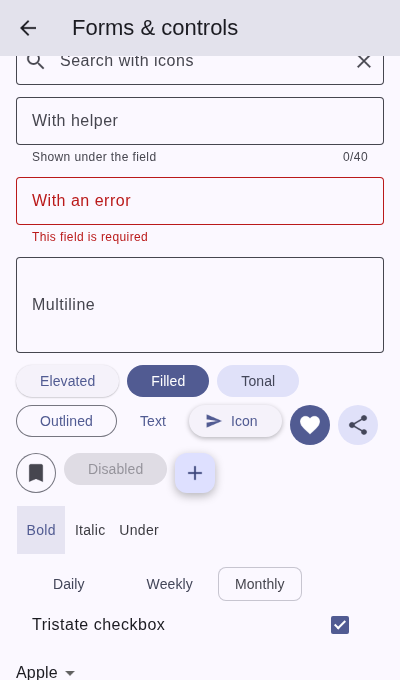 Forms & controls
Search with icons
With helper
Shown under the field 0/40
With an error
This field is required
Multiline
Elevated Filled Tonal
Outlined Text Icon
Disabled
Bold Italic Under
Daily Weekly Monthly
Tristate checkbox
Apple